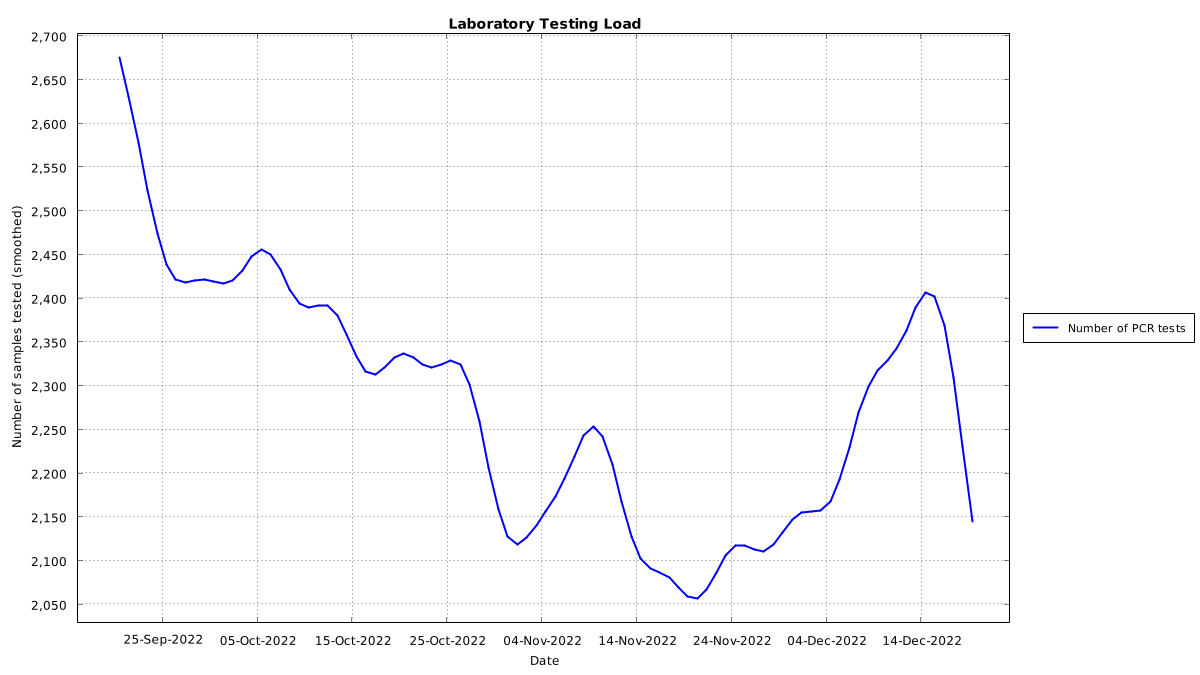 Laboratory Testing Load
2,700
2,650
2,600
2,550
2,500
2,450
2,400
2,350
2,300
2,250
2,200
2,150
2,100
2,050
Number of samples tested (smoothed)
25-Sep-2022 05-Oct-2022 15-Oct-2022 25-Oct-2022 04-Nov-2022 14-Nov-2022 24-Nov-2022 04-Dec-2022 14-Dec-2022
Date
Number of PCR tests